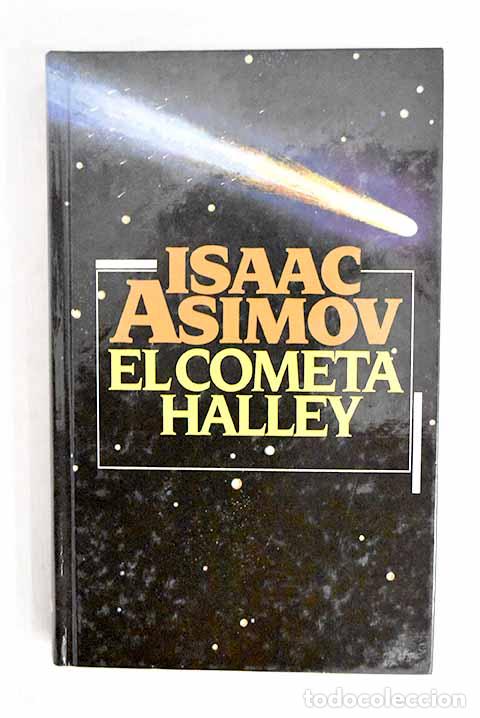 ISAAC
ASIMOV
EL COMETA
HALLEY
todocoleccion